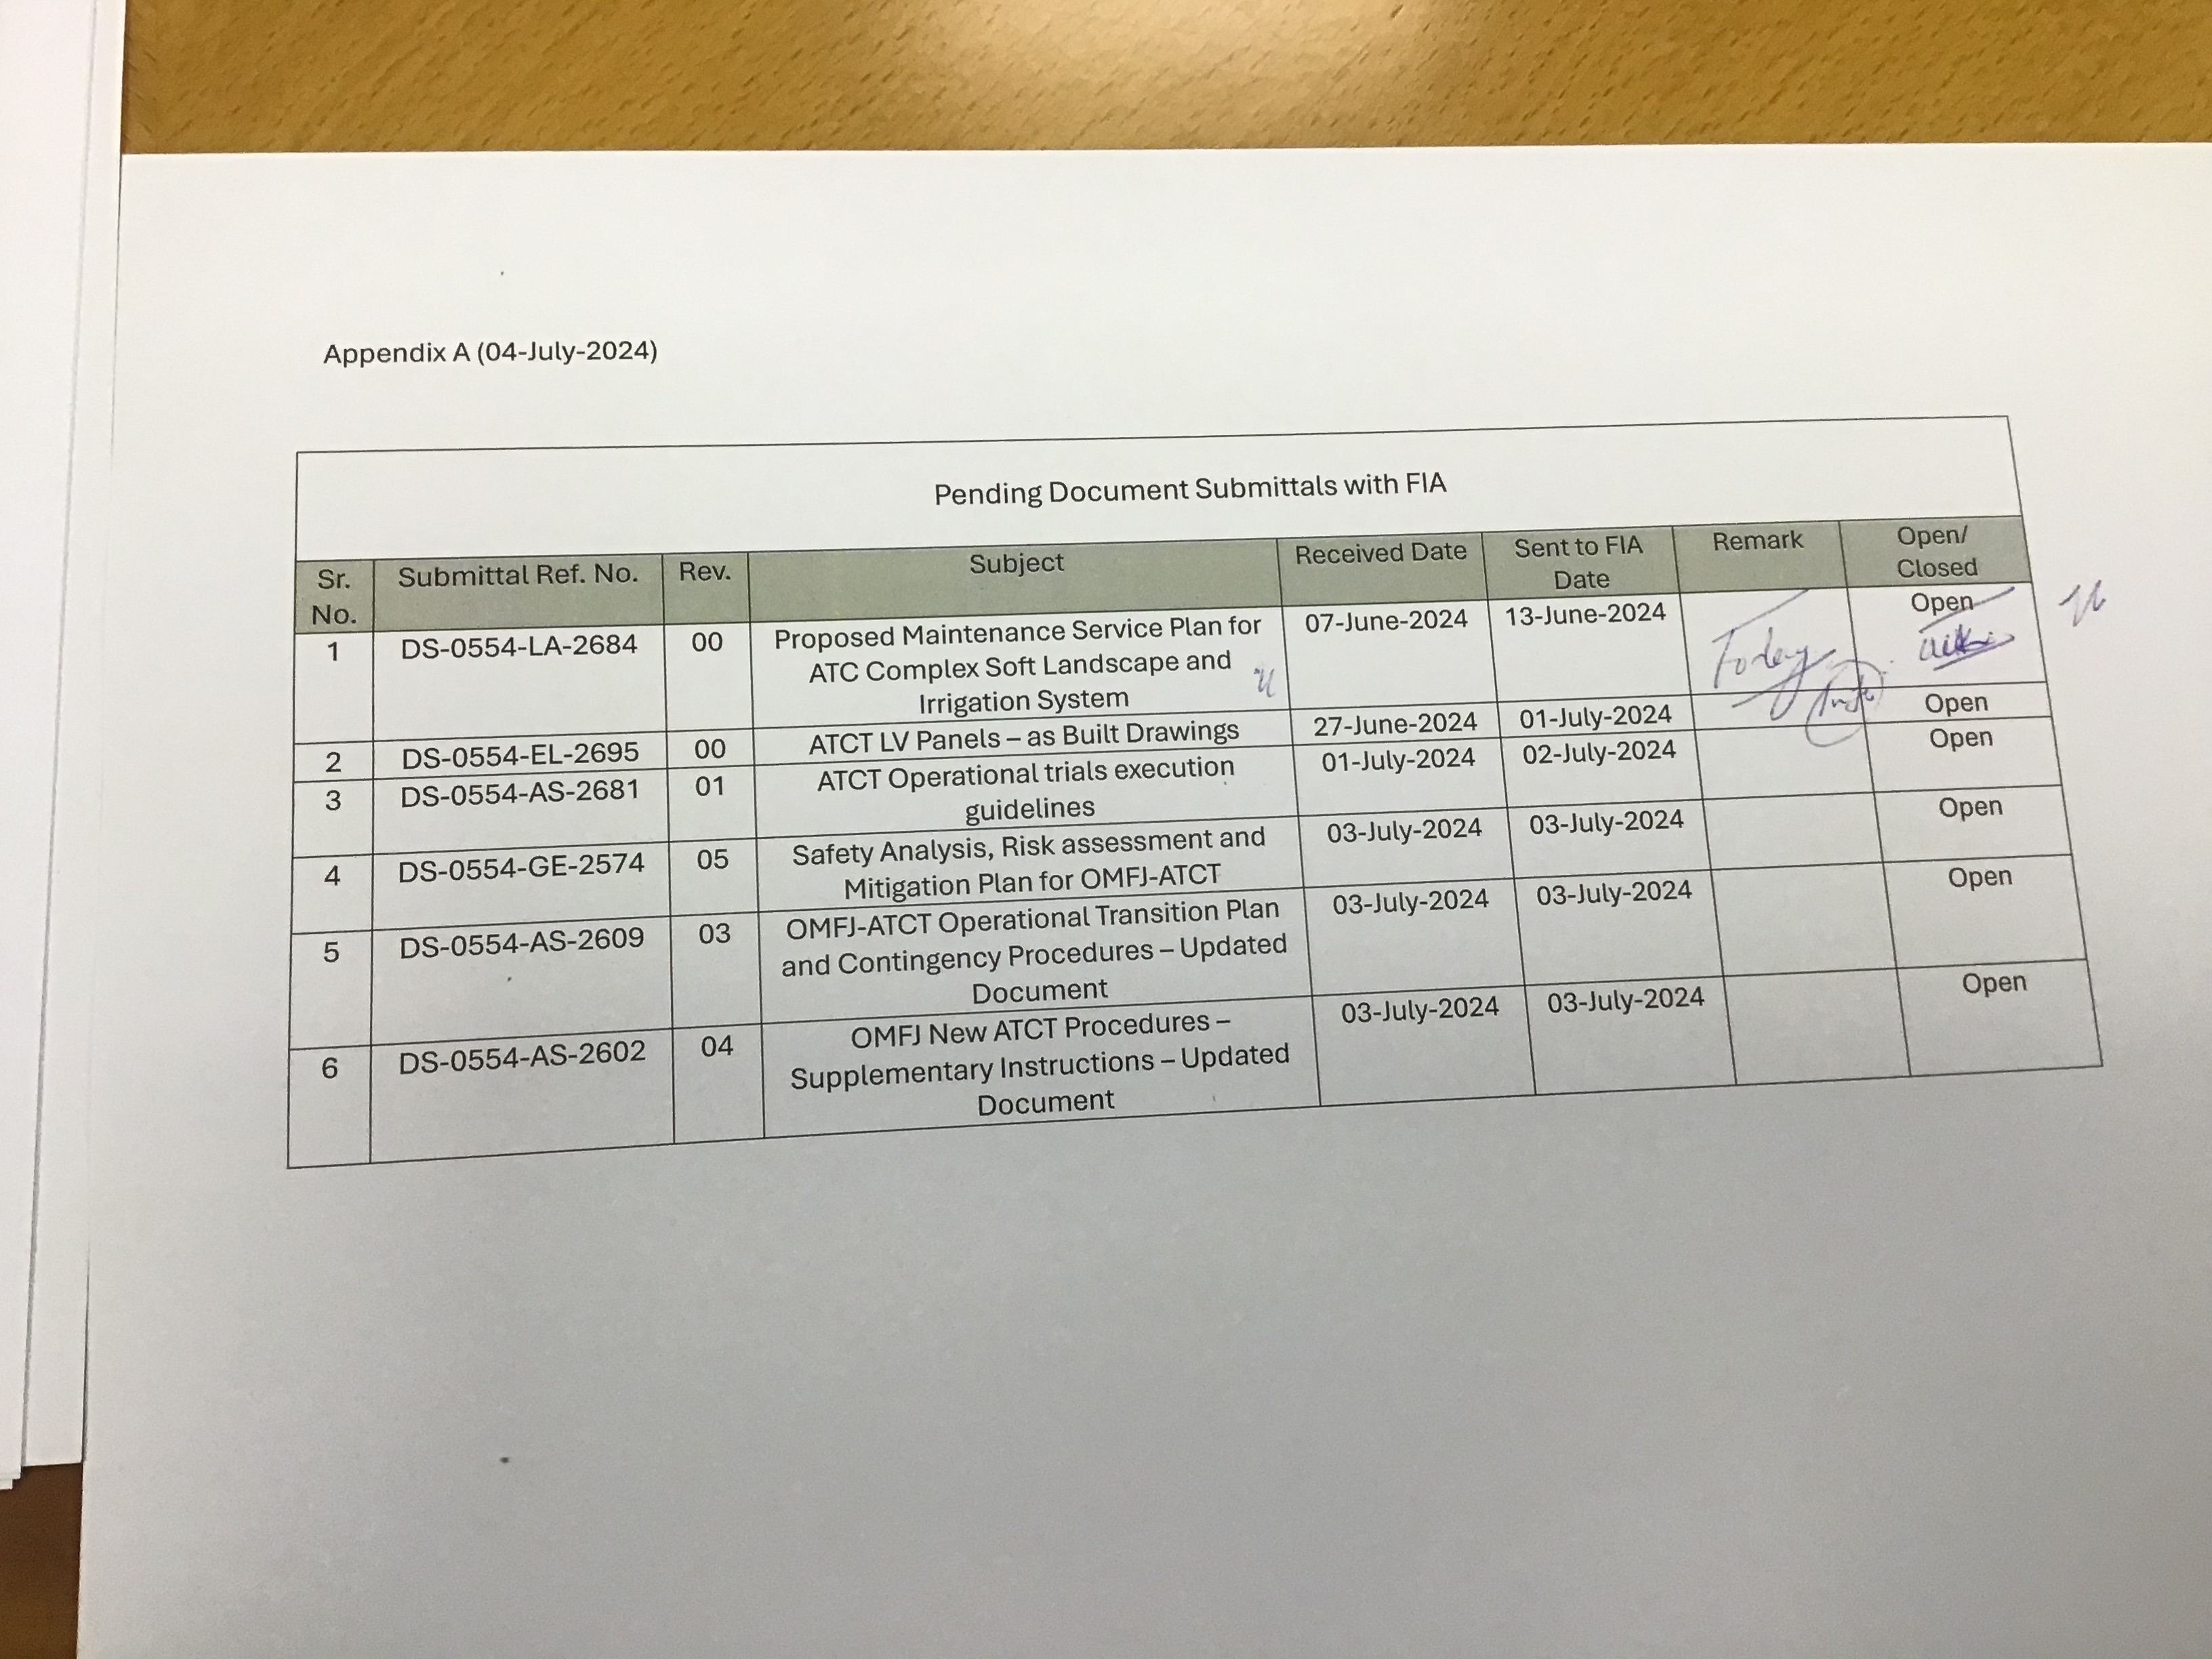 Appendix A (04-July-2024)
Pending Document Submittals with FIA
Sr. No. Submittal Ref. No. Rev. Subject Received Date Sent to FIA Date Remark Open/ Closed
1 DS-0554-LA-2684 00 Proposed Maintenance Service Plan for 07-June-2024 13-June-2024 Today Open
ATC Complex Soft Landscape and
Irrigation System
2 DS-0554-EL-2695 00 ATCT LV Panels – as Built Drawings 27-June-2024 01-July-2024 Open
3 DS-0554-AS-2681 01 ATCT Operational trials execution 01-July-2024 02-July-2024 Open
guidelines
4 DS-0554-GE-2574 05 Safety Analysis, Risk assessment and 03-July-2024 03-July-2024 Open
Mitigation Plan for OMFJ-ATCT
5 DS-0554-AS-2609 03 OMFJ-ATCT Operational Transition Plan 03-July-2024 03-July-2024 Open
and Contingency Procedures – Updated
Document
6 DS-0554-AS-2602 04 OMFJ New ATCT Procedures – 03-July-2024 03-July-2024 Open
Supplementary Instructions – Updated
Document